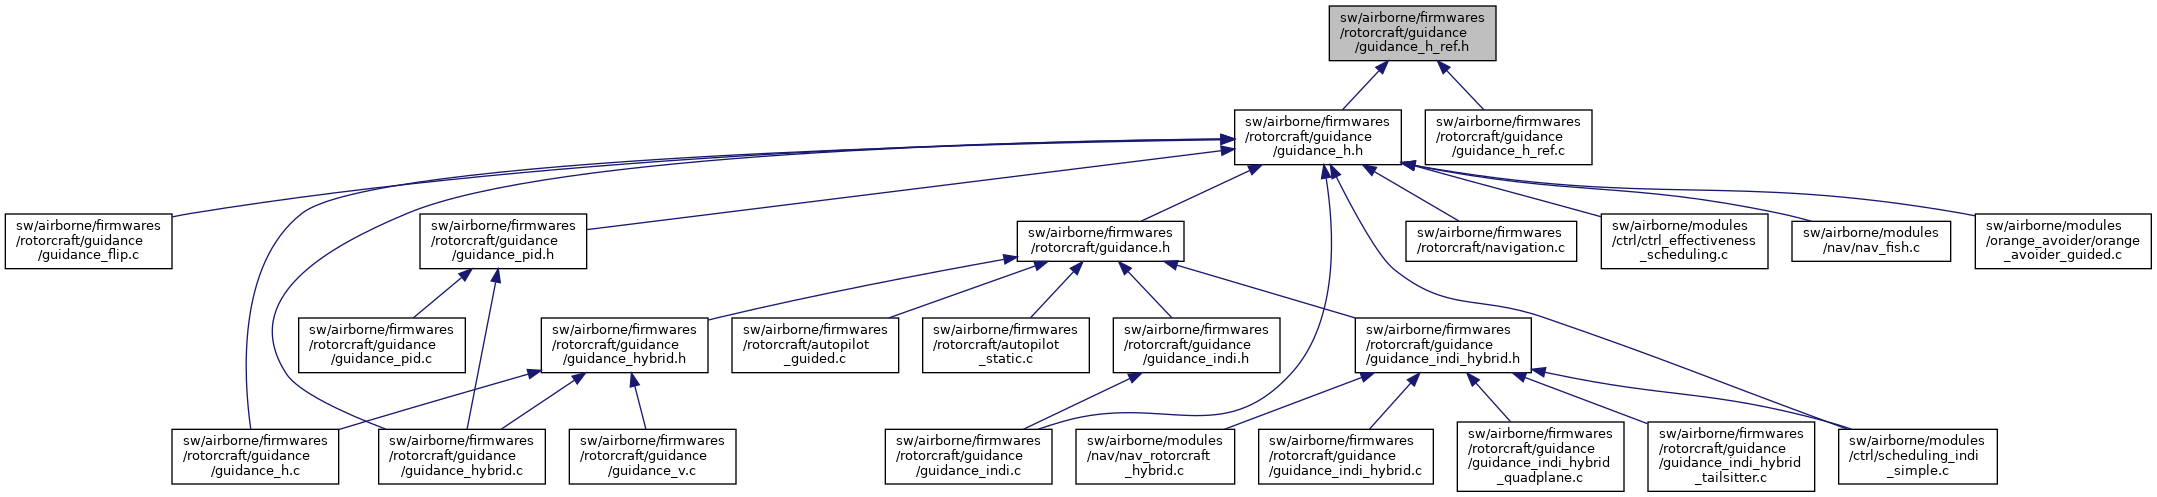 sw/airborne/firmwares
/rotorcraft/guidance
/guidance_h_ref.h
sw/airborne/firmwares
/rotorcraft/guidance
/guidance_h.h
sw/airborne/firmwares
/rotorcraft/guidance
/guidance_h_ref.c
sw/airborne/firmwares
/rotorcraft/guidance
/guidance_flip.c
sw/airborne/firmwares
/rotorcraft/guidance
/guidance_pid.h
sw/airborne/firmwares
/rotorcraft/guidance.h
sw/airborne/firmwares
/rotorcraft/navigation.c
sw/airborne/modules
/ctrl/ctrl_effectiveness
_scheduling.c
sw/airborne/modules
/nav/nav_fish.c
sw/airborne/modules
/orange_avoider/orange
_avoider_guided.c
sw/airborne/firmwares
/rotorcraft/guidance
/guidance_pid.c
sw/airborne/firmwares
/rotorcraft/guidance
/guidance_hybrid.h
sw/airborne/firmwares
/rotorcraft/autopilot
_guided.c
sw/airborne/firmwares
/rotorcraft/autopilot
_static.c
sw/airborne/firmwares
/rotorcraft/guidance
/guidance_indi.h
sw/airborne/firmwares
/rotorcraft/guidance
/guidance_indi_hybrid.h
sw/airborne/firmwares
/rotorcraft/guidance
/guidance_h.c
sw/airborne/firmwares
/rotorcraft/guidance
/guidance_hybrid.c
sw/airborne/firmwares
/rotorcraft/guidance
/guidance_v.c
sw/airborne/firmwares
/rotorcraft/guidance
/guidance_indi.c
sw/airborne/modules
/nav/nav_rotorcraft
_hybrid.c
sw/airborne/firmwares
/rotorcraft/guidance
/guidance_indi_hybrid.c
sw/airborne/firmwares
/rotorcraft/guidance
/guidance_indi_hybrid
_quadplane.c
sw/airborne/firmwares
/rotorcraft/guidance
/guidance_indi_hybrid
_tailsitter.c
sw/airborne/modules
/ctrl/scheduling_indi
_simple.c